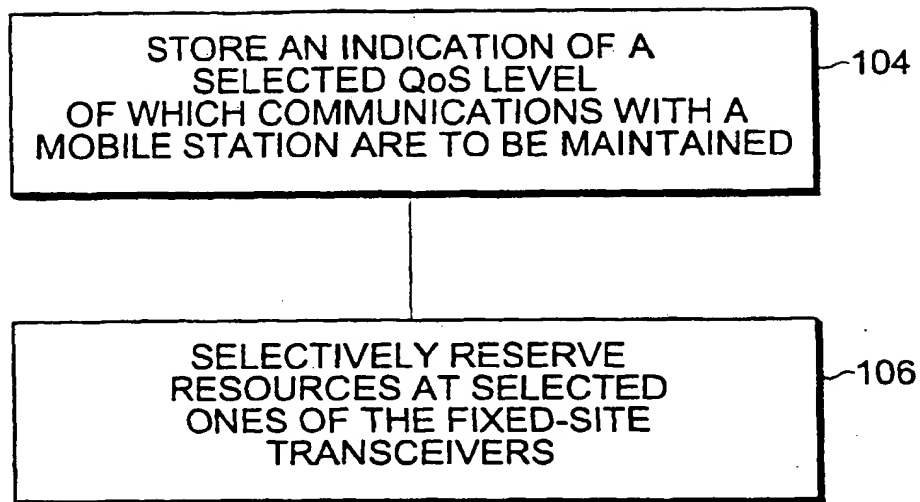 STORE AN INDICATION OF A
SELECTED QoS LEVEL
OF WHICH COMMUNICATIONS WITH A
MOBILE STATION ARE TO BE MAINTAINED
104
SELECTIVELY RESERVE
RESOURCES AT SELECTED
ONES OF THE FIXED-SITE
TRANSCEIVERS
106